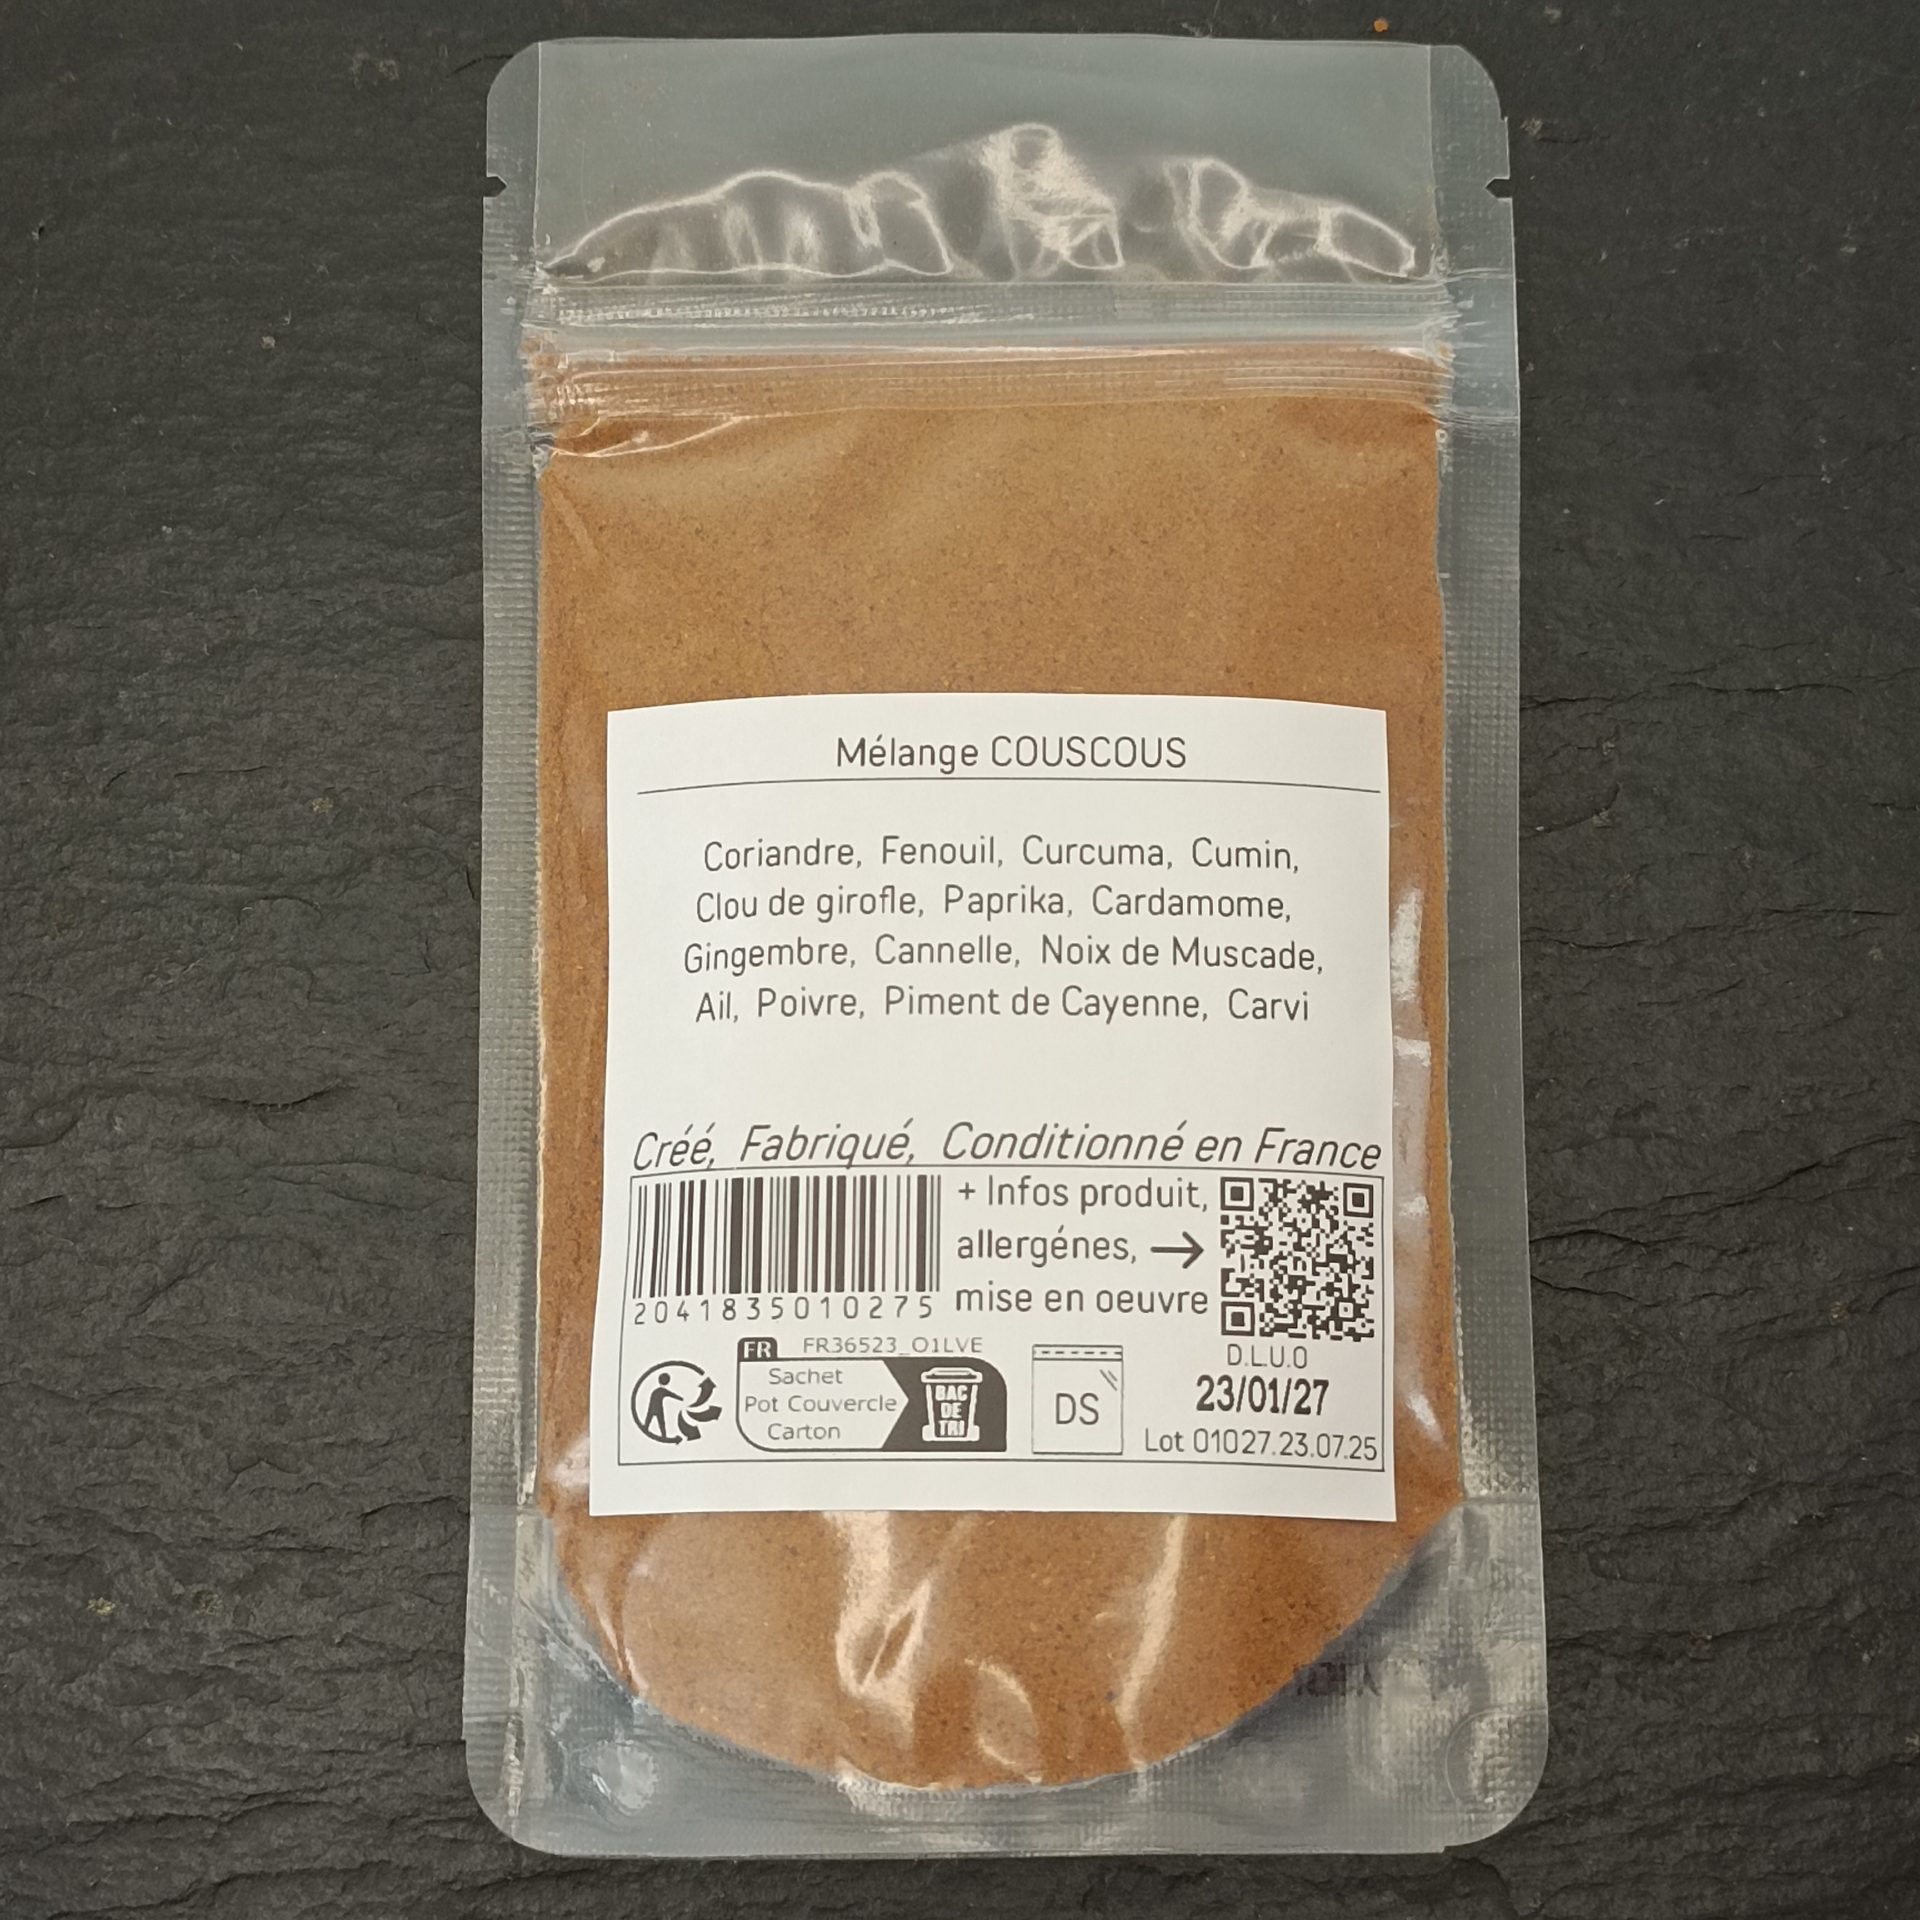 Mélange COUSCOUS
Coriandre, Fenouil, Curcuma, Cumin,
Clou de girofle, Paprika, Cardamome,
Gingembre, Cannelle, Noix de Muscade,
Ail, Poivre, Piment de Cayenne, Carvi
Créé, Fabriqué, Conditionné en France
+ Infos produit,
allergénes, →
mise en oeuvre
2041835010275
FR FR36523_01LVE
Sachet
Pot Couvercle
Carton
BAC
DE
TRI
DS
D.L.U.O
23/01/27
Lot 01027.23.07.25